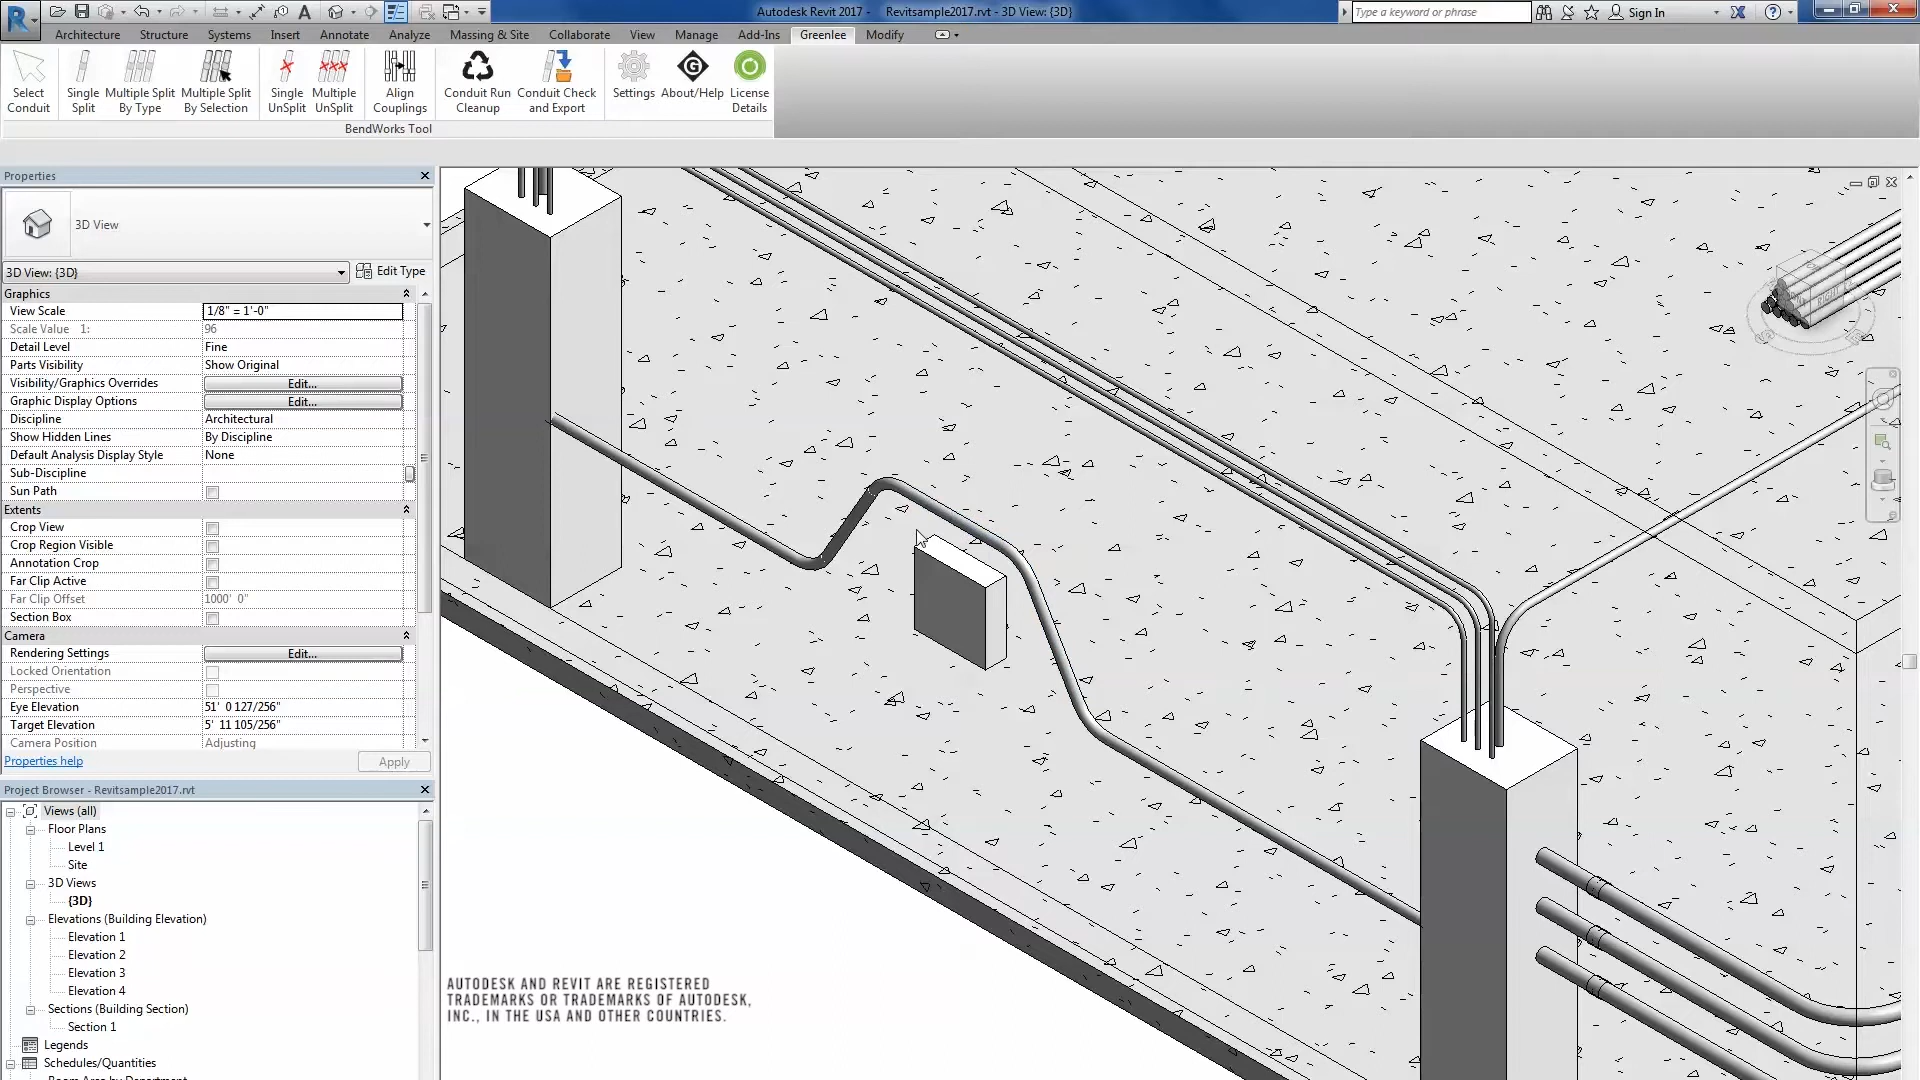 Autodesk Revit 2017 -     Revitsample2017.rvt - 3D View: {3D}
Type a keyword or phrase
Sign In
Architecture
Structure
Systems
Insert
Annotate
Analyze
Massing & Site
Collaborate
View
Manage
Add-Ins
Greenlee
Modify
Select Conduit
Single Split
Multiple Split By Type
Multiple Split By Selection
Single UnSplit
Multiple UnSplit
Align Couplings
Conduit Run Cleanup
Conduit Check and Export
Settings
About/Help
License Details
BendWorks Tool
Properties
3D View
3D View: {3D}
Edit Type
Graphics
View Scale 1/8" = 1'-0"
Scale Value   1: 96
Detail Level Fine
Parts Visibility Show Original
Visibility/Graphics Overrides Edit...
Graphic Display Options Edit...
Discipline Architectural
Show Hidden Lines By Discipline
Default Analysis Display Style None
Sub-Discipline
Sun Path
Extents
Crop View
Crop Region Visible
Annotation Crop
Far Clip Active
Far Clip Offset 1000'  0"
Section Box
Camera
Rendering Settings Edit...
Locked Orientation
Perspective
Eye Elevation 51'  0 127/256"
Target Elevation 5'  11 105/256"
Camera Position Adjusting
Properties help
Apply
Project Browser - Revitsample2017.rvt
Views (all)
Floor Plans
Level 1
Site
3D Views
{3D}
Elevations (Building Elevation)
Elevation 1
Elevation 2
Elevation 3
Elevation 4
Sections (Building Section)
Section 1
Legends
Schedules/Quantities
AUTODESK AND REVIT ARE REGISTERED
TRADEMARKS OR TRADEMARKS OF AUTODESK,
INC., IN THE USA AND OTHER COUNTRIES.